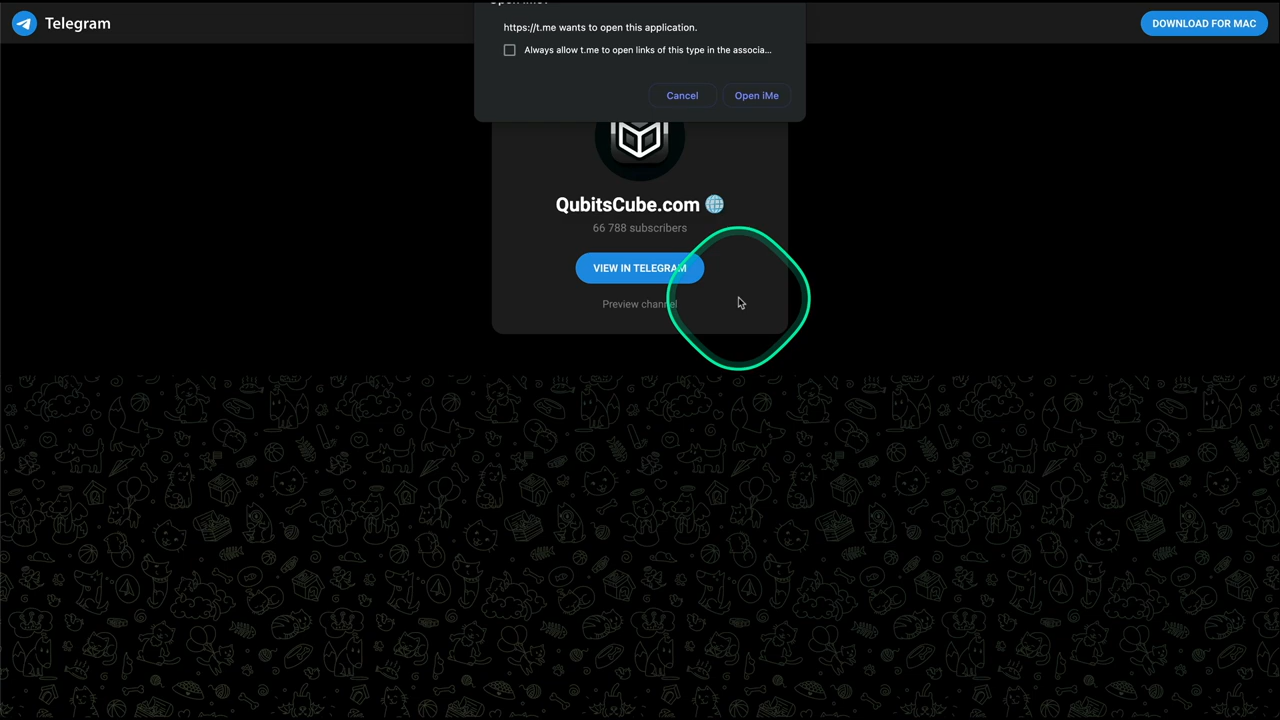 Telegram
DOWNLOAD FOR MAC
https://t.me wants to open this application.
Always allow t.me to open links of this type in the associa...
Cancel
Open iMe
QubitsCube.com
66 788 subscribers
VIEW IN TELEGRAM
Preview channel